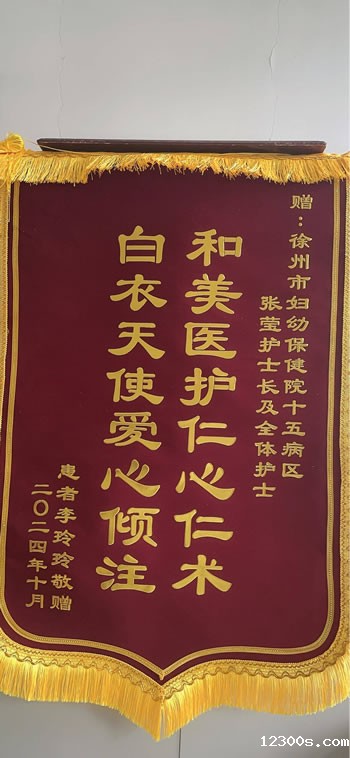 赠：徐州市妇幼保健院十五病区
张莹护士长及全体护士
和美医护仁心仁术
白衣天使爱心倾注
患者李玲玲敬赠
二〇二四年十月
12300s.com